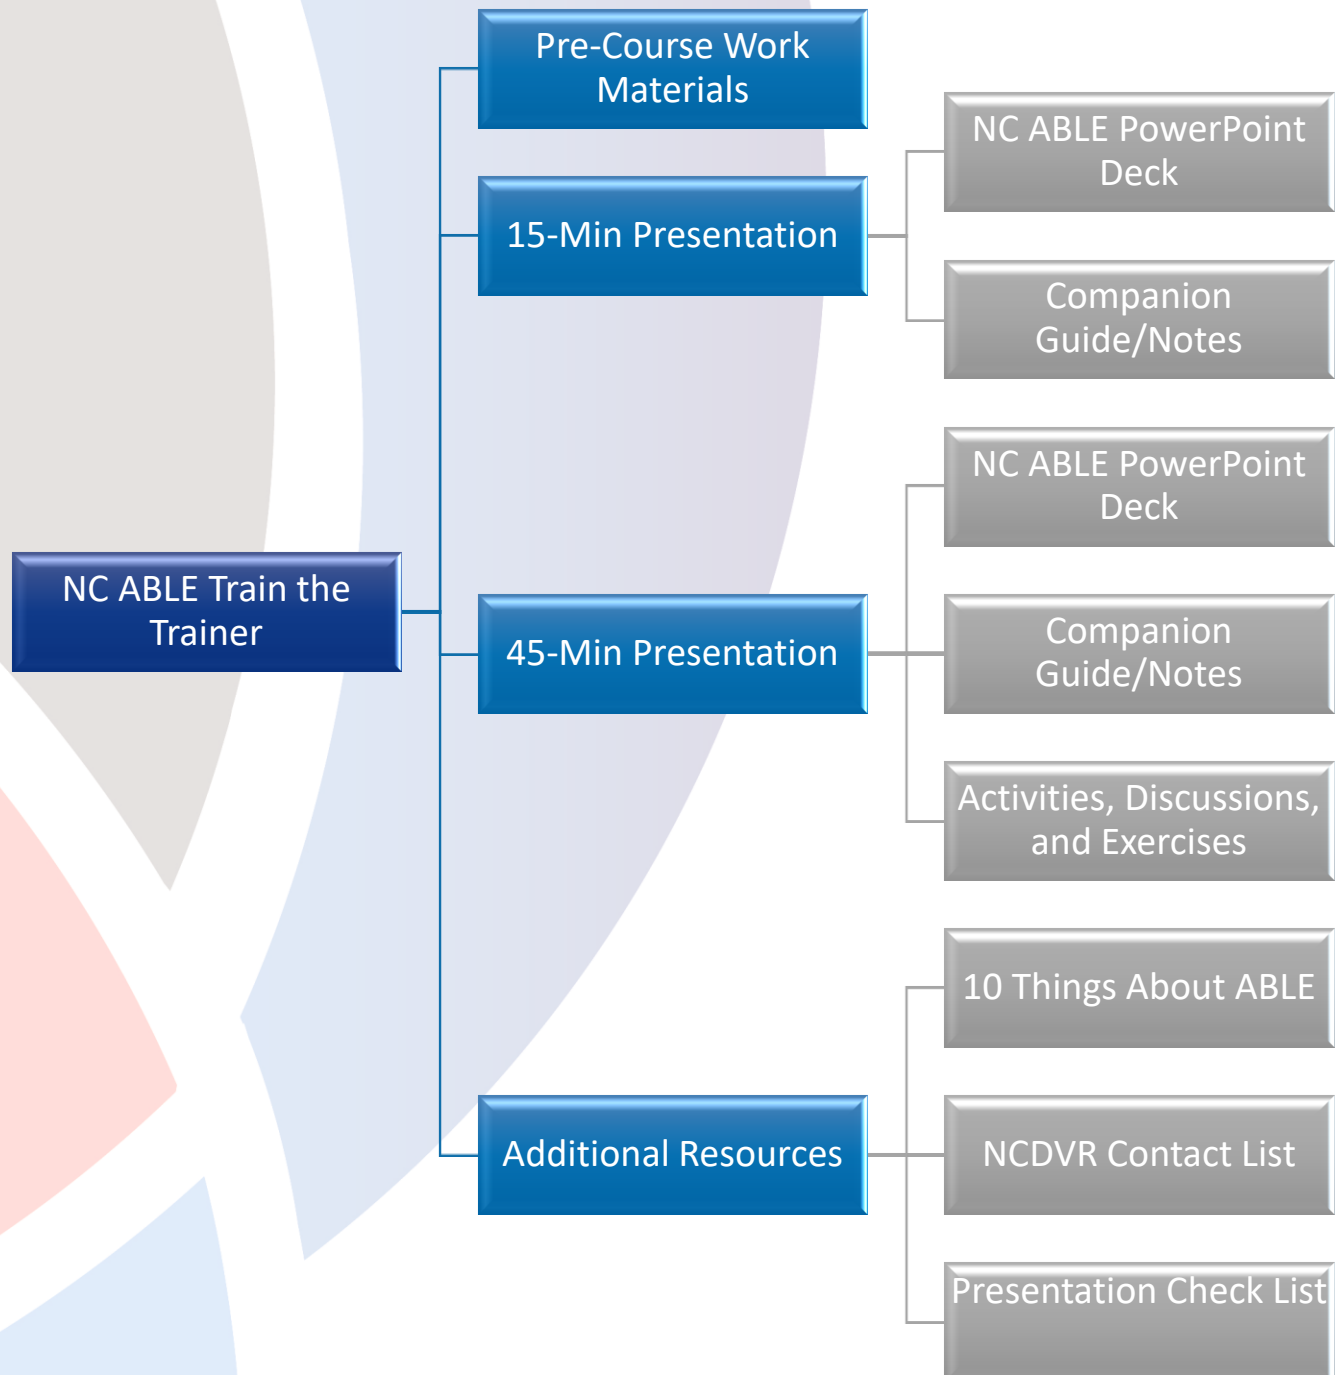 NC ABLE Train the
Trainer
Pre-Course Work
Materials
15-Min Presentation
NC ABLE PowerPoint
Deck
Companion
Guide/Notes
45-Min Presentation
NC ABLE PowerPoint
Deck
Companion
Guide/Notes
Activities, Discussions,
and Exercises
Additional Resources
10 Things About ABLE
NCDVR Contact List
Presentation Check List